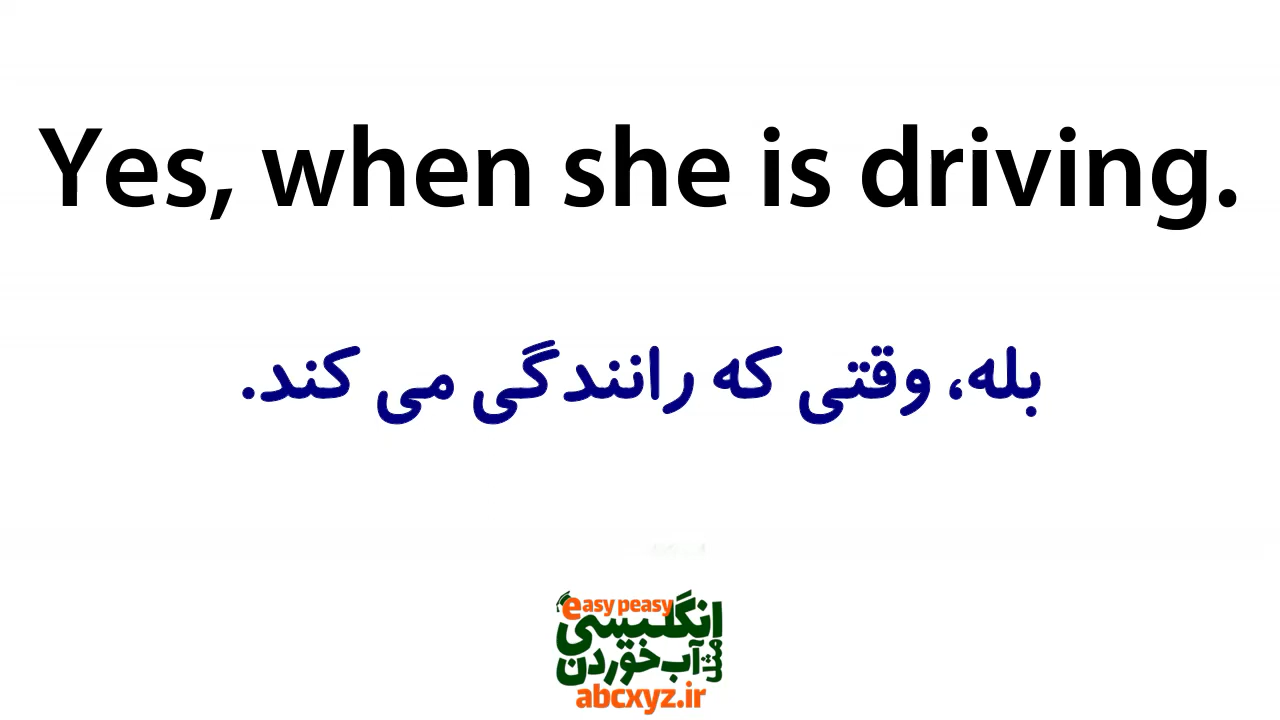 Yes, when she is driving.
بله، وقتی که رانندگی می کند.
easy peasy
انگلیسی
مثل آب خوردن
abcxyz.ir